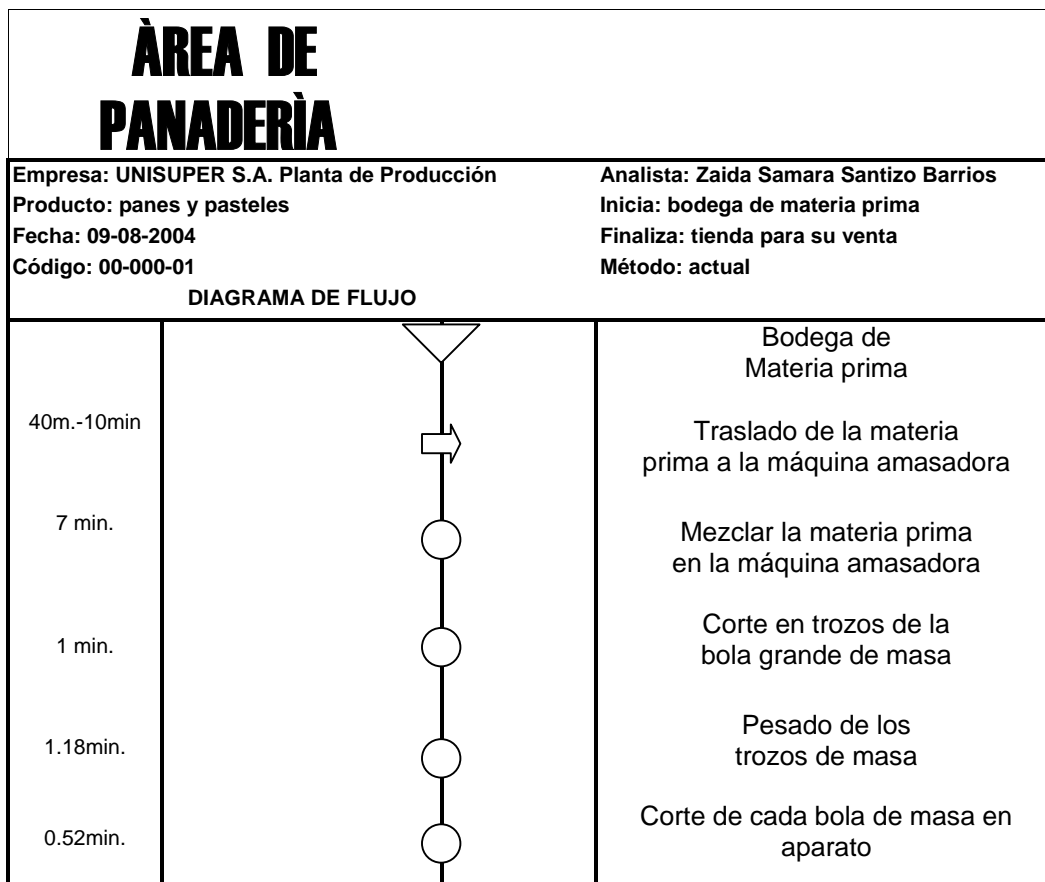 ÀREA DE
PANADERÌA
Empresa: UNISUPER S.A. Planta de Producción
Analista: Zaida Samara Santizo Barrios
Producto: panes y pasteles
Inicia: bodega de materia prima
Fecha: 09-08-2004
Finaliza: tienda para su venta
Código: 00-000-01
Método: actual
DIAGRAMA DE FLUJO
Bodega de
Materia prima
40m.-10min
Traslado de la materia
prima a la máquina amasadora
7 min.
Mezclar la materia prima
en la máquina amasadora
1 min.
Corte en trozos de la
bola grande de masa
1.18min.
Pesado de los
trozos de masa
0.52min.
Corte de cada bola de masa en
aparato